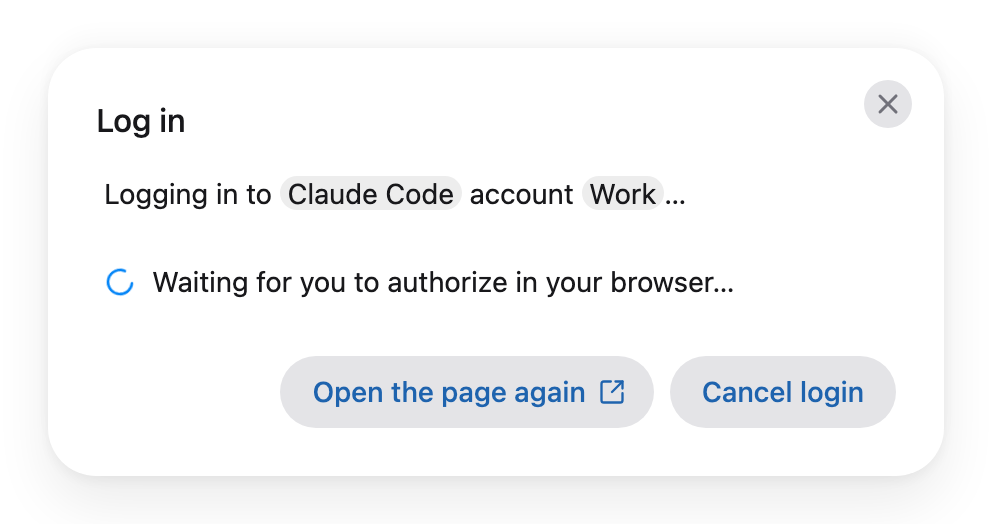 Log in
Logging in to Claude Code account Work...
Waiting for you to authorize in your browser...
Open the page again
Cancel login